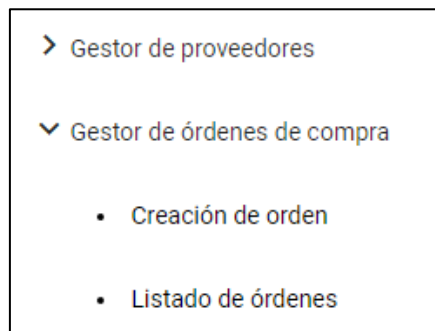 Gestor de proveedores
Gestor de órdenes de compra
• Creación de orden
• Listado de órdenes